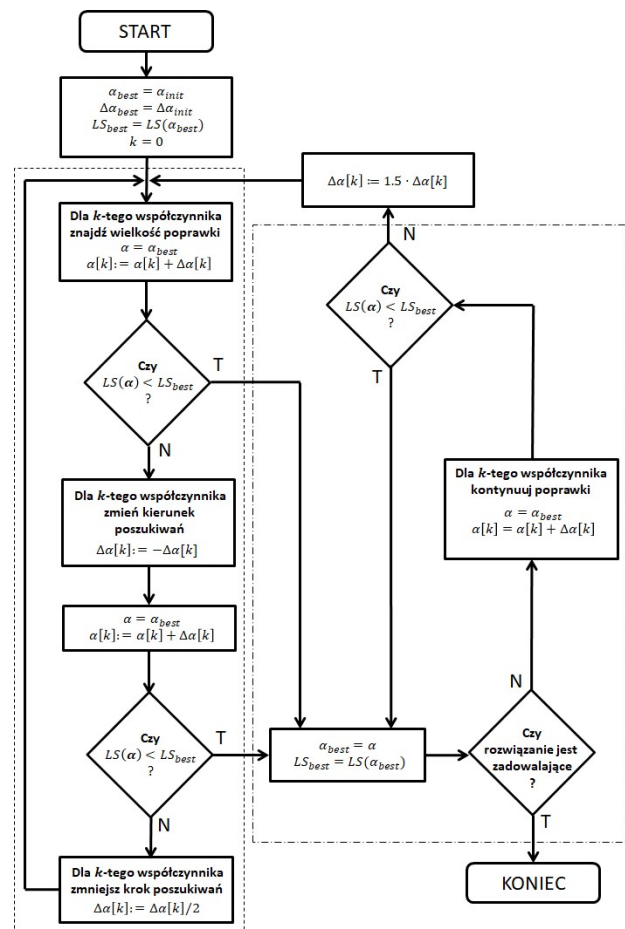 START
α_best = α_init
Δα_best = Δα_init
LS_best = LS(α_best)
k = 0
Δα[k] ≔ 1.5 · Δα[k]
Dla k-tego współczynnika
znajdź wielkość poprawki
α = α_best
α[k]:= α[k] + Δα[k]
N
Czy
LS(α) < LS_best
?
T
Czy
LS(α) < LS_best
?
T
N
Dla k-tego współczynnika
kontynuuj poprawki
α = α_best
α[k] = α[k] + Δα[k]
Dla k-tego współczynnika
zmień kierunek
poszukiwań
Δα[k]:= −Δα[k]
α = α_best
α[k]:= α[k] + Δα[k]
N
Czy
LS(α) < LS_best
?
T
α_best = α
LS_best = LS(α_best)
Czy
rozwiązanie jest
zadowalające
?
N
T
Dla k-tego współczynnika
zmniejsz krok poszukiwań
Δα[k]:= Δα[k]/2
KONIEC